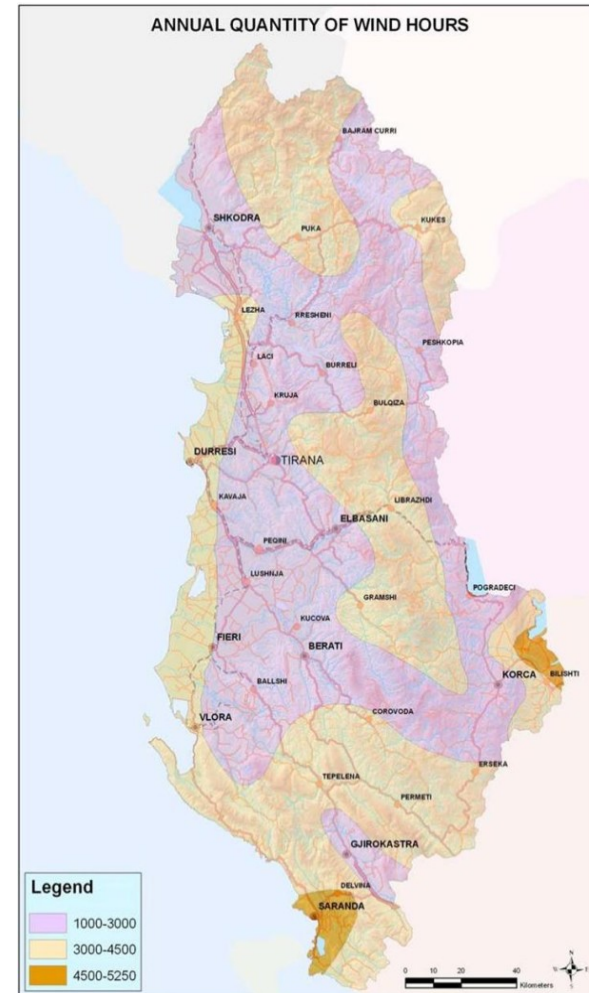 ANNUAL QUANTITY OF WIND HOURS
BAJRAM CURRI
SHKODRA
KUKES
PUKA
LEZHA
RRESHENI
PESHKOPIA
LACI
BURRELI
KRUJA
BULQIZA
DURRESI
TIRANA
KAVAJA
LIBRAZHDI
ELBASANI
PEQINI
LUSHNJA
POGRADECI
GRAMSHI
KUCOVA
FIERI
BERATI
KORCA
BILISHTI
BALLSHI
VLORA
COROVODA
ERSEKA
TEPELENA
PERMETI
GJIROKASTRA
DELVINA
SARANDA
Legend
1000-3000
3000-4500
4500-5250
0 10 20 40
Kilometers
N